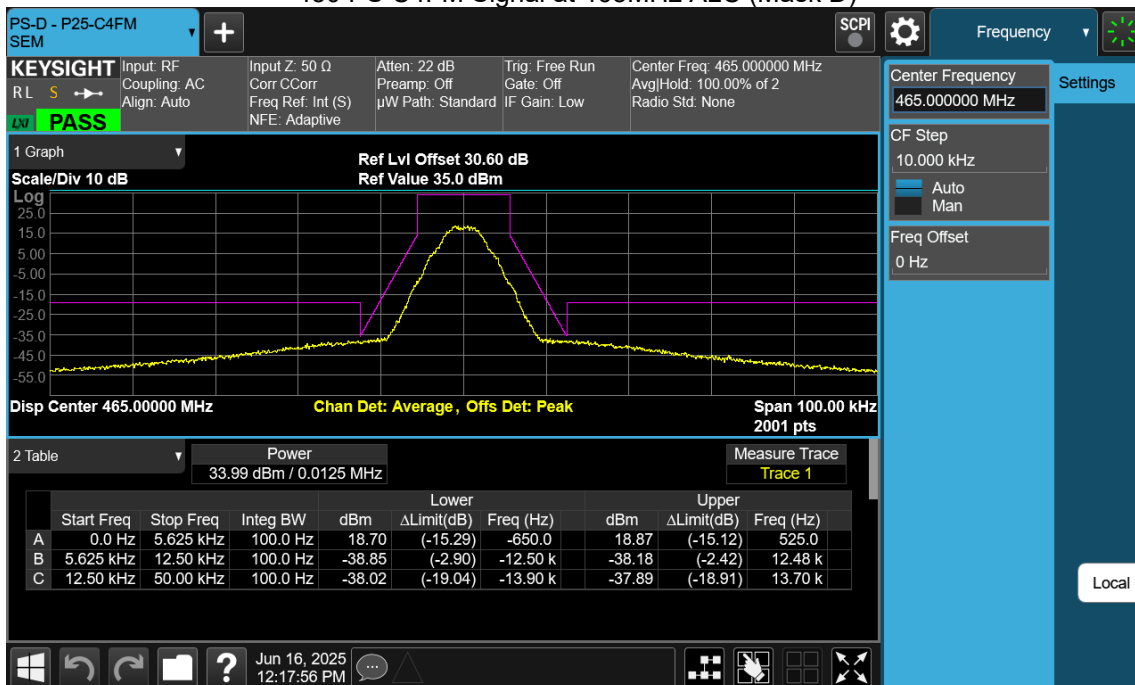 PS-D - P25-C4FM
SEM
SCPI
Frequency
KEYSIGHT
R L S
LXI PASS
Input: RF
Coupling: AC
Align: Auto
Input Z: 50 Ω
Corr CCorr
Freq Ref: Int (S)
NFE: Adaptive
Atten: 22 dB
Preamp: Off
µW Path: Standard
Trig: Free Run
Gate: Off
IF Gain: Low
Center Freq: 465.000000 MHz
Avg|Hold: 100.00% of 2
Radio Std: None
Center Frequency
465.000000 MHz
Settings
CF Step
10.000 kHz
Auto
Man
Freq Offset
0 Hz
1 Graph
Ref Lvl Offset 30.60 dB
Scale/Div 10 dB
Ref Value 35.0 dBm
Log
25.0
15.0
5.00
-5.00
-15.0
-25.0
-35.0
-45.0
-55.0
Disp Center 465.00000 MHz
Chan Det: Average, Offs Det: Peak
Span 100.00 kHz
2001 pts
2 Table
Power
33.99 dBm / 0.0125 MHz
Measure Trace
Trace 1
Lower Upper
Start Freq Stop Freq Integ BW dBm ΔLimit(dB) Freq (Hz) dBm ΔLimit(dB) Freq (Hz)
A 0.0 Hz 5.625 kHz 100.0 Hz 18.70 (-15.29) -650.0 18.87 (-15.12) 525.0
B 5.625 kHz 12.50 kHz 100.0 Hz -38.85 (-2.90) -12.50 k -38.18 (-2.42) 12.48 k
C 12.50 kHz 50.00 kHz 100.0 Hz -38.02 (-19.04) -13.90 k -37.89 (-18.91) 13.70 k
Local
Jun 16, 2025
12:17:56 PM